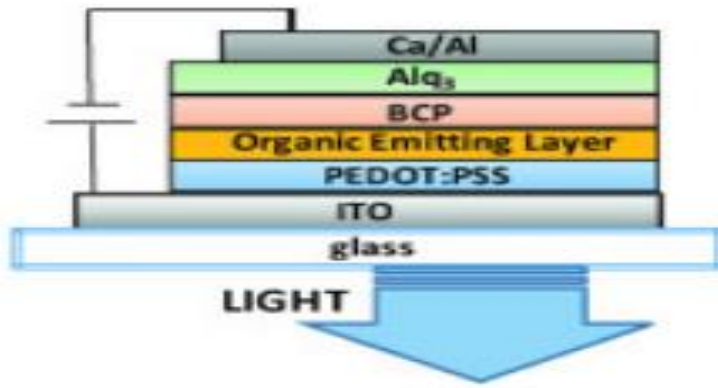 Ca/Al
Alq₃
BCP
Organic Emitting Layer
PEDOT:PSS
ITO
glass
LIGHT